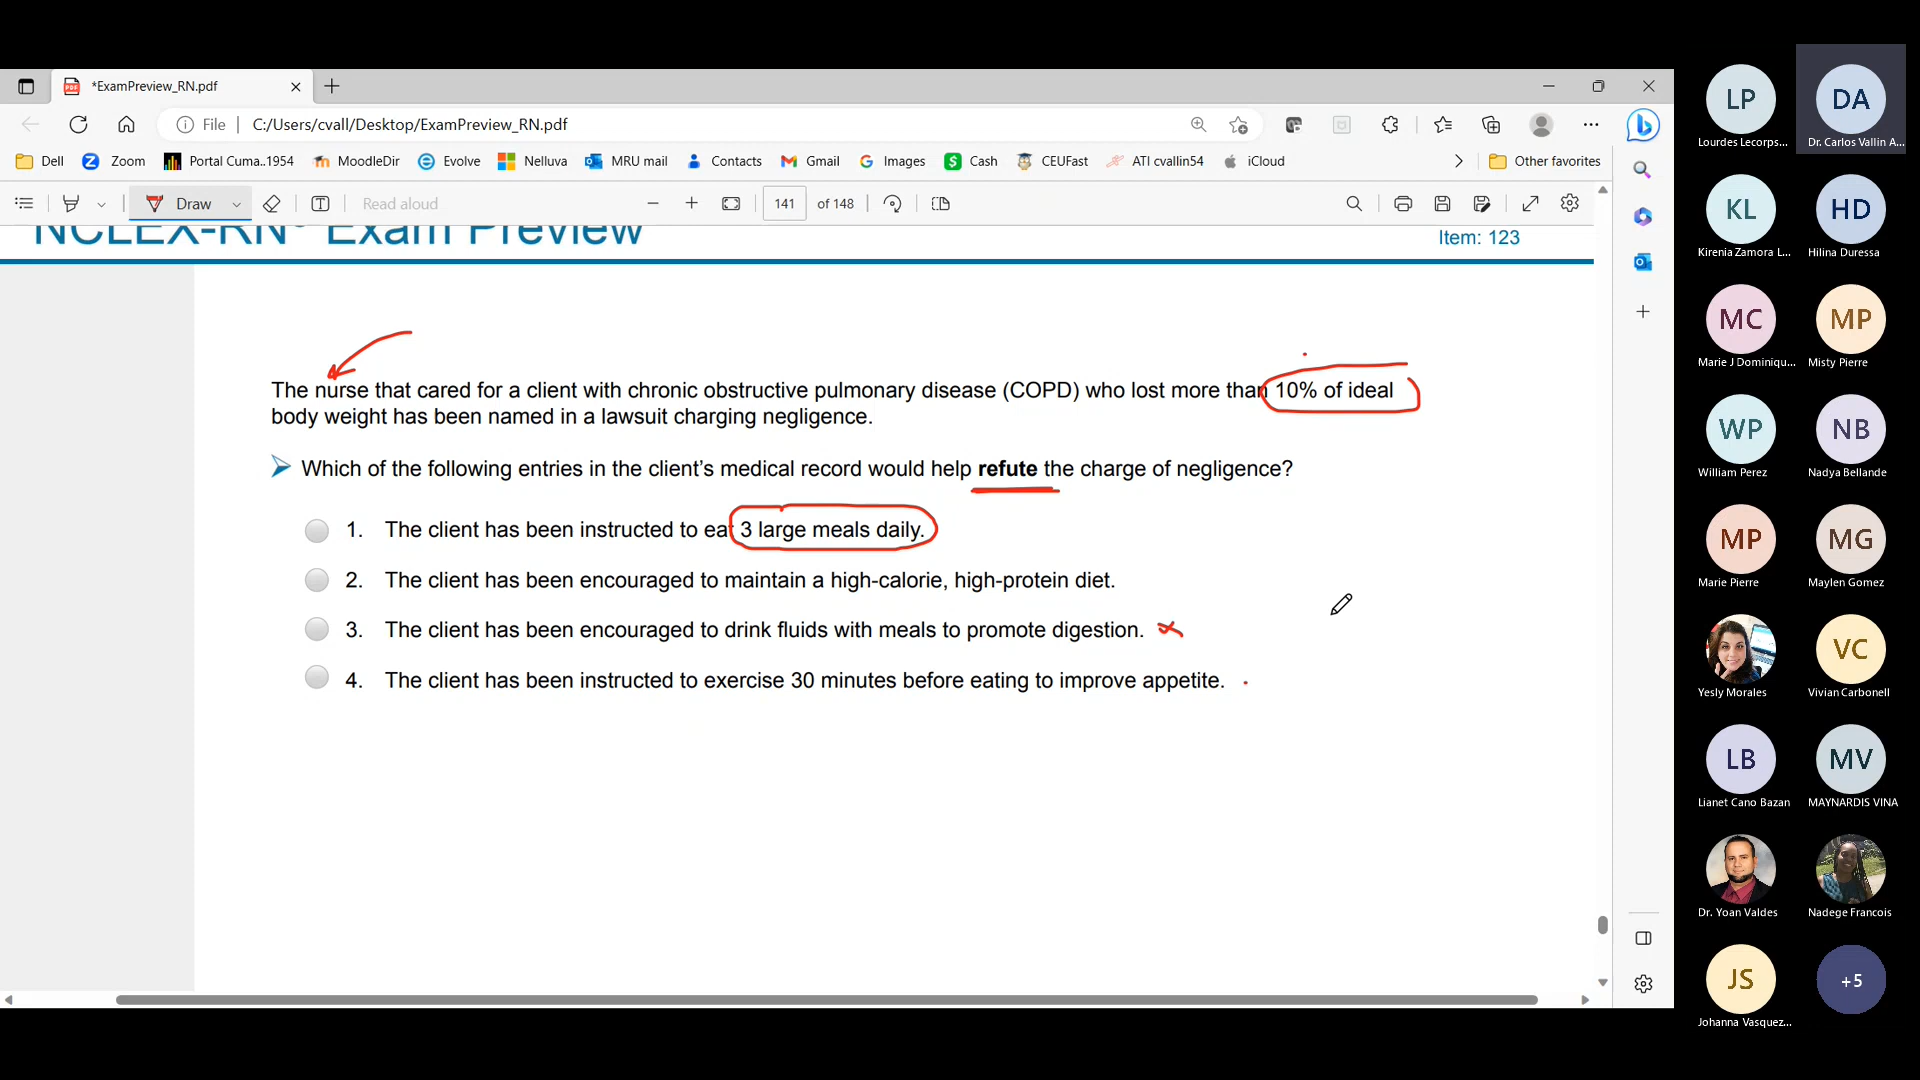 *ExamPreview_RN.pdf
File
C:/Users/cvall/Desktop/ExamPreview_RN.pdf
Dell
Zoom
Portal Cuma..1954
MoodleDir
Evolve
Nelluva
MRU mail
Contacts
Gmail
Images
Cash
CEUFast
ATI cvallin54
iCloud
Other favorites
Draw
Read aloud
141
of 148
NCLEX-RN® Exam Preview
Item: 123
The nurse that cared for a client with chronic obstructive pulmonary disease (COPD) who lost more than 10% of ideal
body weight has been named in a lawsuit charging negligence.
Which of the following entries in the client's medical record would help refute the charge of negligence?
1. The client has been instructed to eat 3 large meals daily.
2. The client has been encouraged to maintain a high-calorie, high-protein diet.
3. The client has been encouraged to drink fluids with meals to promote digestion.
4. The client has been instructed to exercise 30 minutes before eating to improve appetite.
LP
Lourdes Lecorps...
DA
Dr. Carlos Vallin A...
KL
Kirenia Zamora L...
HD
Hilina Duressa
MC
Marie J Dominiqu...
MP
Misty Pierre
WP
William Perez
NB
Nadya Bellande
MP
Marie Pierre
MG
Maylen Gomez
Yesly Morales
VC
Vivian Carbonell
LB
Lianet Cano Bazan
MV
MAYNARDIS VINA
Dr. Yoan Valdes
Nadege Francois
JS
Johanna Vasquez...
+5